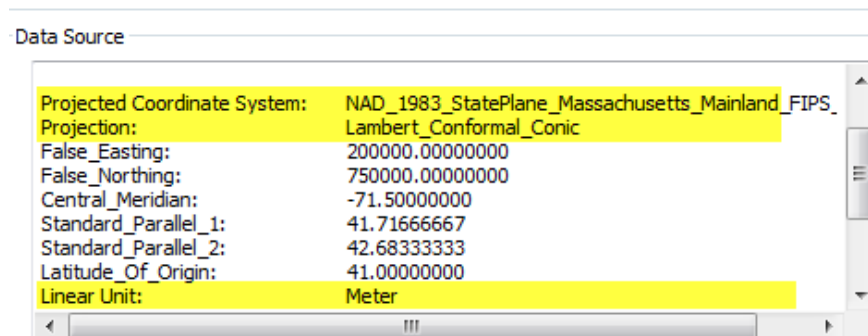 Data Source
Projected Coordinate System: NAD_1983_StatePlane_Massachusetts_Mainland_FIPS_
Projection: Lambert_Conformal_Conic
False_Easting: 200000.00000000
False_Northing: 750000.00000000
Central_Meridian: -71.50000000
Standard_Parallel_1: 41.71666667
Standard_Parallel_2: 42.68333333
Latitude_Of_Origin: 41.00000000
Linear Unit: Meter